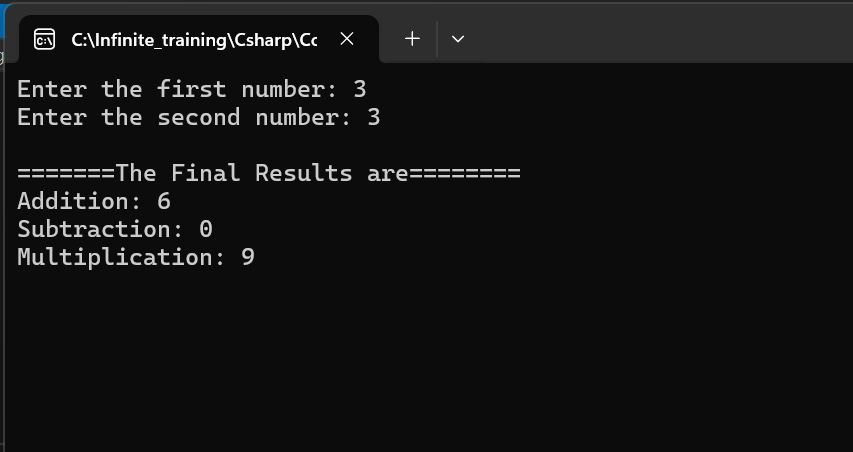 C:\Infinite_training\Csharp\Cc
Enter the first number: 3
Enter the second number: 3
=======The Final Results are========
Addition: 6
Subtraction: 0
Multiplication: 9